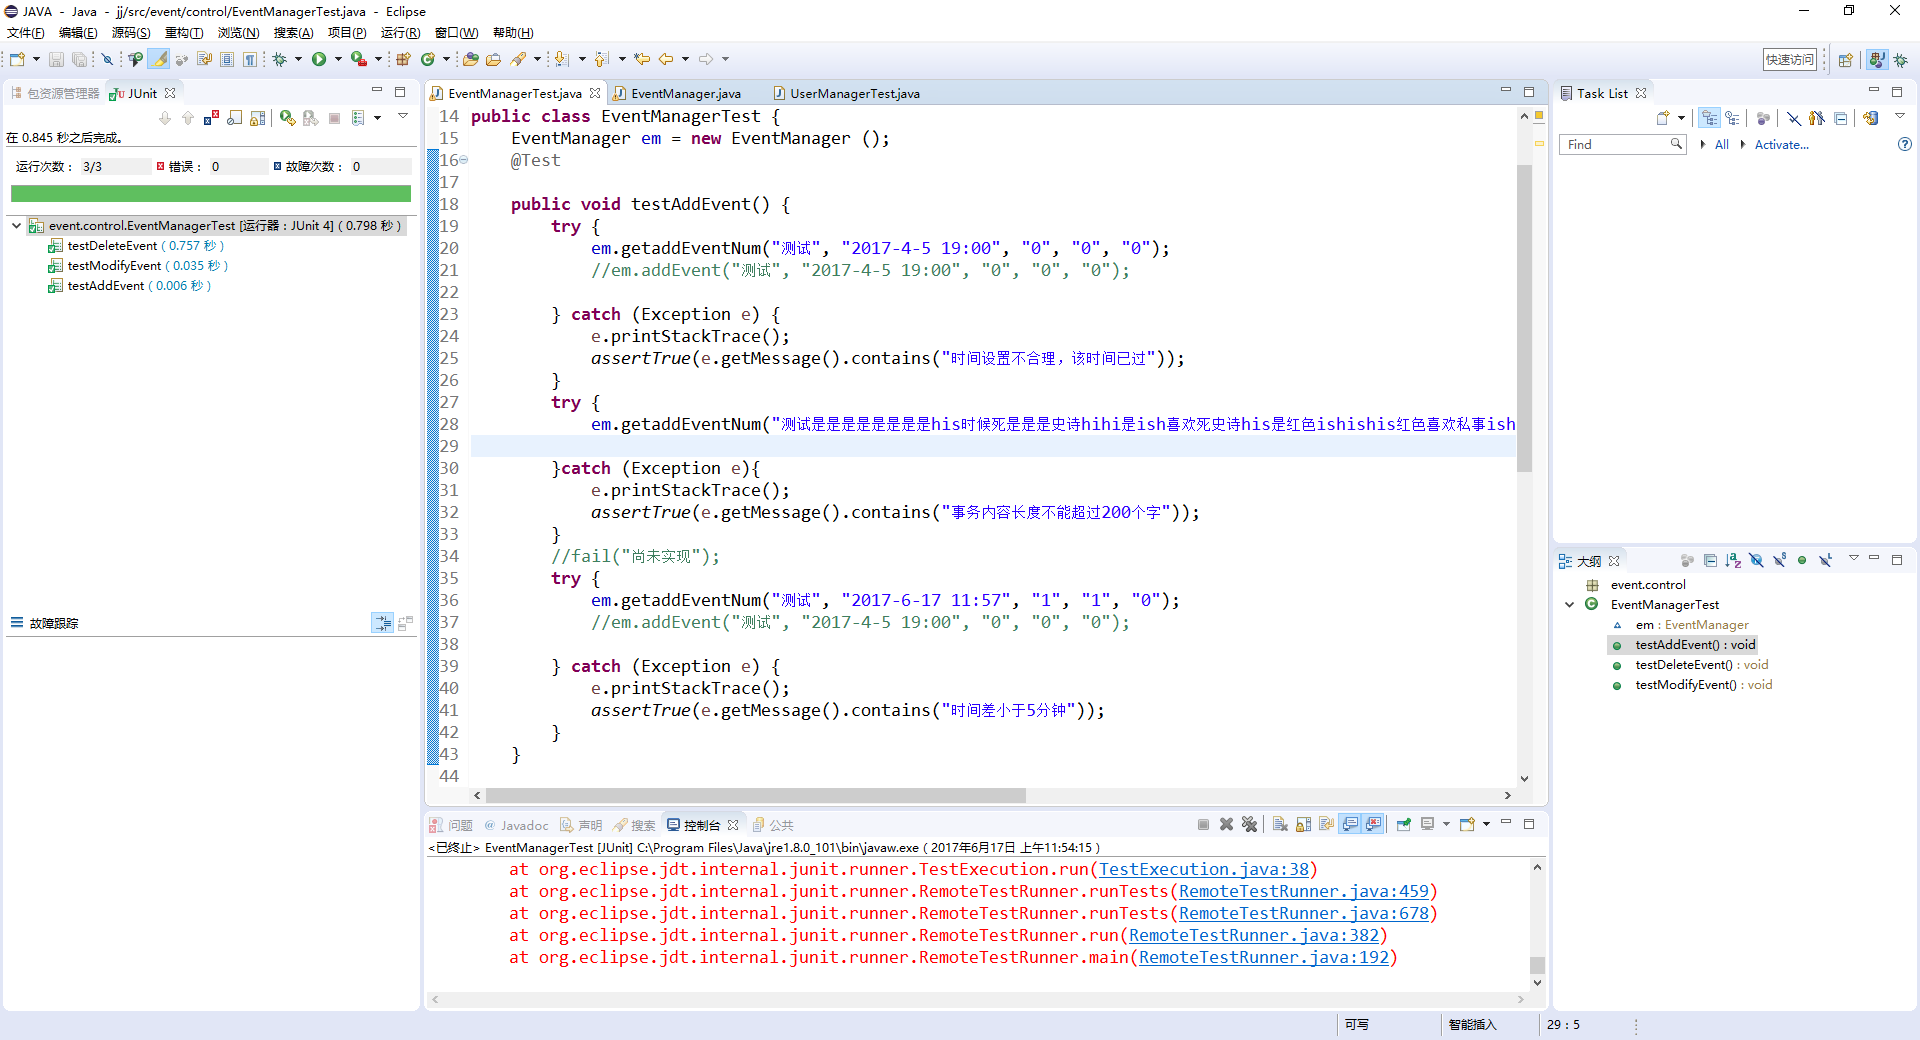 JAVA - Java - jj/src/event/control/EventManagerTest.java - Eclipse
文件(F) 编辑(E) 源码(S) 重构(T) 浏览(N) 搜索(A) 项目(P) 运行(R) 窗口(W) 帮助(H)
快速访问
包资源管理器 JUnit
在 0.845 秒之后完成。
运行次数： 3/3 错误： 0 故障次数： 0
event.control.EventManagerTest [运行器：JUnit 4] ( 0.798 秒 )
testDeleteEvent ( 0.757 秒 )
testModifyEvent ( 0.035 秒 )
testAddEvent ( 0.006 秒 )
故障跟踪
EventManagerTest.java EventManager.java UserManagerTest.java
14 public class EventManagerTest {
15 EventManager em = new EventManager ();
16 @Test
17
18 public void testAddEvent() {
19 try {
20 em.getaddEventNum("测试", "2017-4-5 19:00", "0", "0", "0");
21 //em.addEvent("测试", "2017-4-5 19:00", "0", "0", "0");
22
23 } catch (Exception e) {
24 e.printStackTrace();
25 assertTrue(e.getMessage().contains("时间设置不合理，该时间已过"));
26 }
27 try {
28 em.getaddEventNum("测试是是是是是是是是his时候死是是是史诗hihi是ish喜欢死史诗his是红色ishishis红色喜欢私事ish
29
30 }catch (Exception e){
31 e.printStackTrace();
32 assertTrue(e.getMessage().contains("事务内容长度不能超过200个字"));
33 }
34 //fail("尚未实现");
35 try {
36 em.getaddEventNum("测试", "2017-6-17 11:57", "1", "1", "0");
37 //em.addEvent("测试", "2017-4-5 19:00", "0", "0", "0");
38
39 } catch (Exception e) {
40 e.printStackTrace();
41 assertTrue(e.getMessage().contains("时间差小于5分钟"));
42 }
43 }
44
问题 @ Javadoc 声明 搜索 控制台 公共
<已终止> EventManagerTest [JUnit] C:\Program Files\Java\jre1.8.0_101\bin\javaw.exe ( 2017年6月17日 上午11:54:15 )
at org.eclipse.jdt.internal.junit.runner.TestExecution.run(TestExecution.java:38)
at org.eclipse.jdt.internal.junit.runner.RemoteTestRunner.runTests(RemoteTestRunner.java:459)
at org.eclipse.jdt.internal.junit.runner.RemoteTestRunner.runTests(RemoteTestRunner.java:678)
at org.eclipse.jdt.internal.junit.runner.RemoteTestRunner.run(RemoteTestRunner.java:382)
at org.eclipse.jdt.internal.junit.runner.RemoteTestRunner.main(RemoteTestRunner.java:192)
Task List
Find All Activate...
大纲
event.control
EventManagerTest
em : EventManager
testAddEvent() : void
testDeleteEvent() : void
testModifyEvent() : void
可写 智能插入 29 : 5